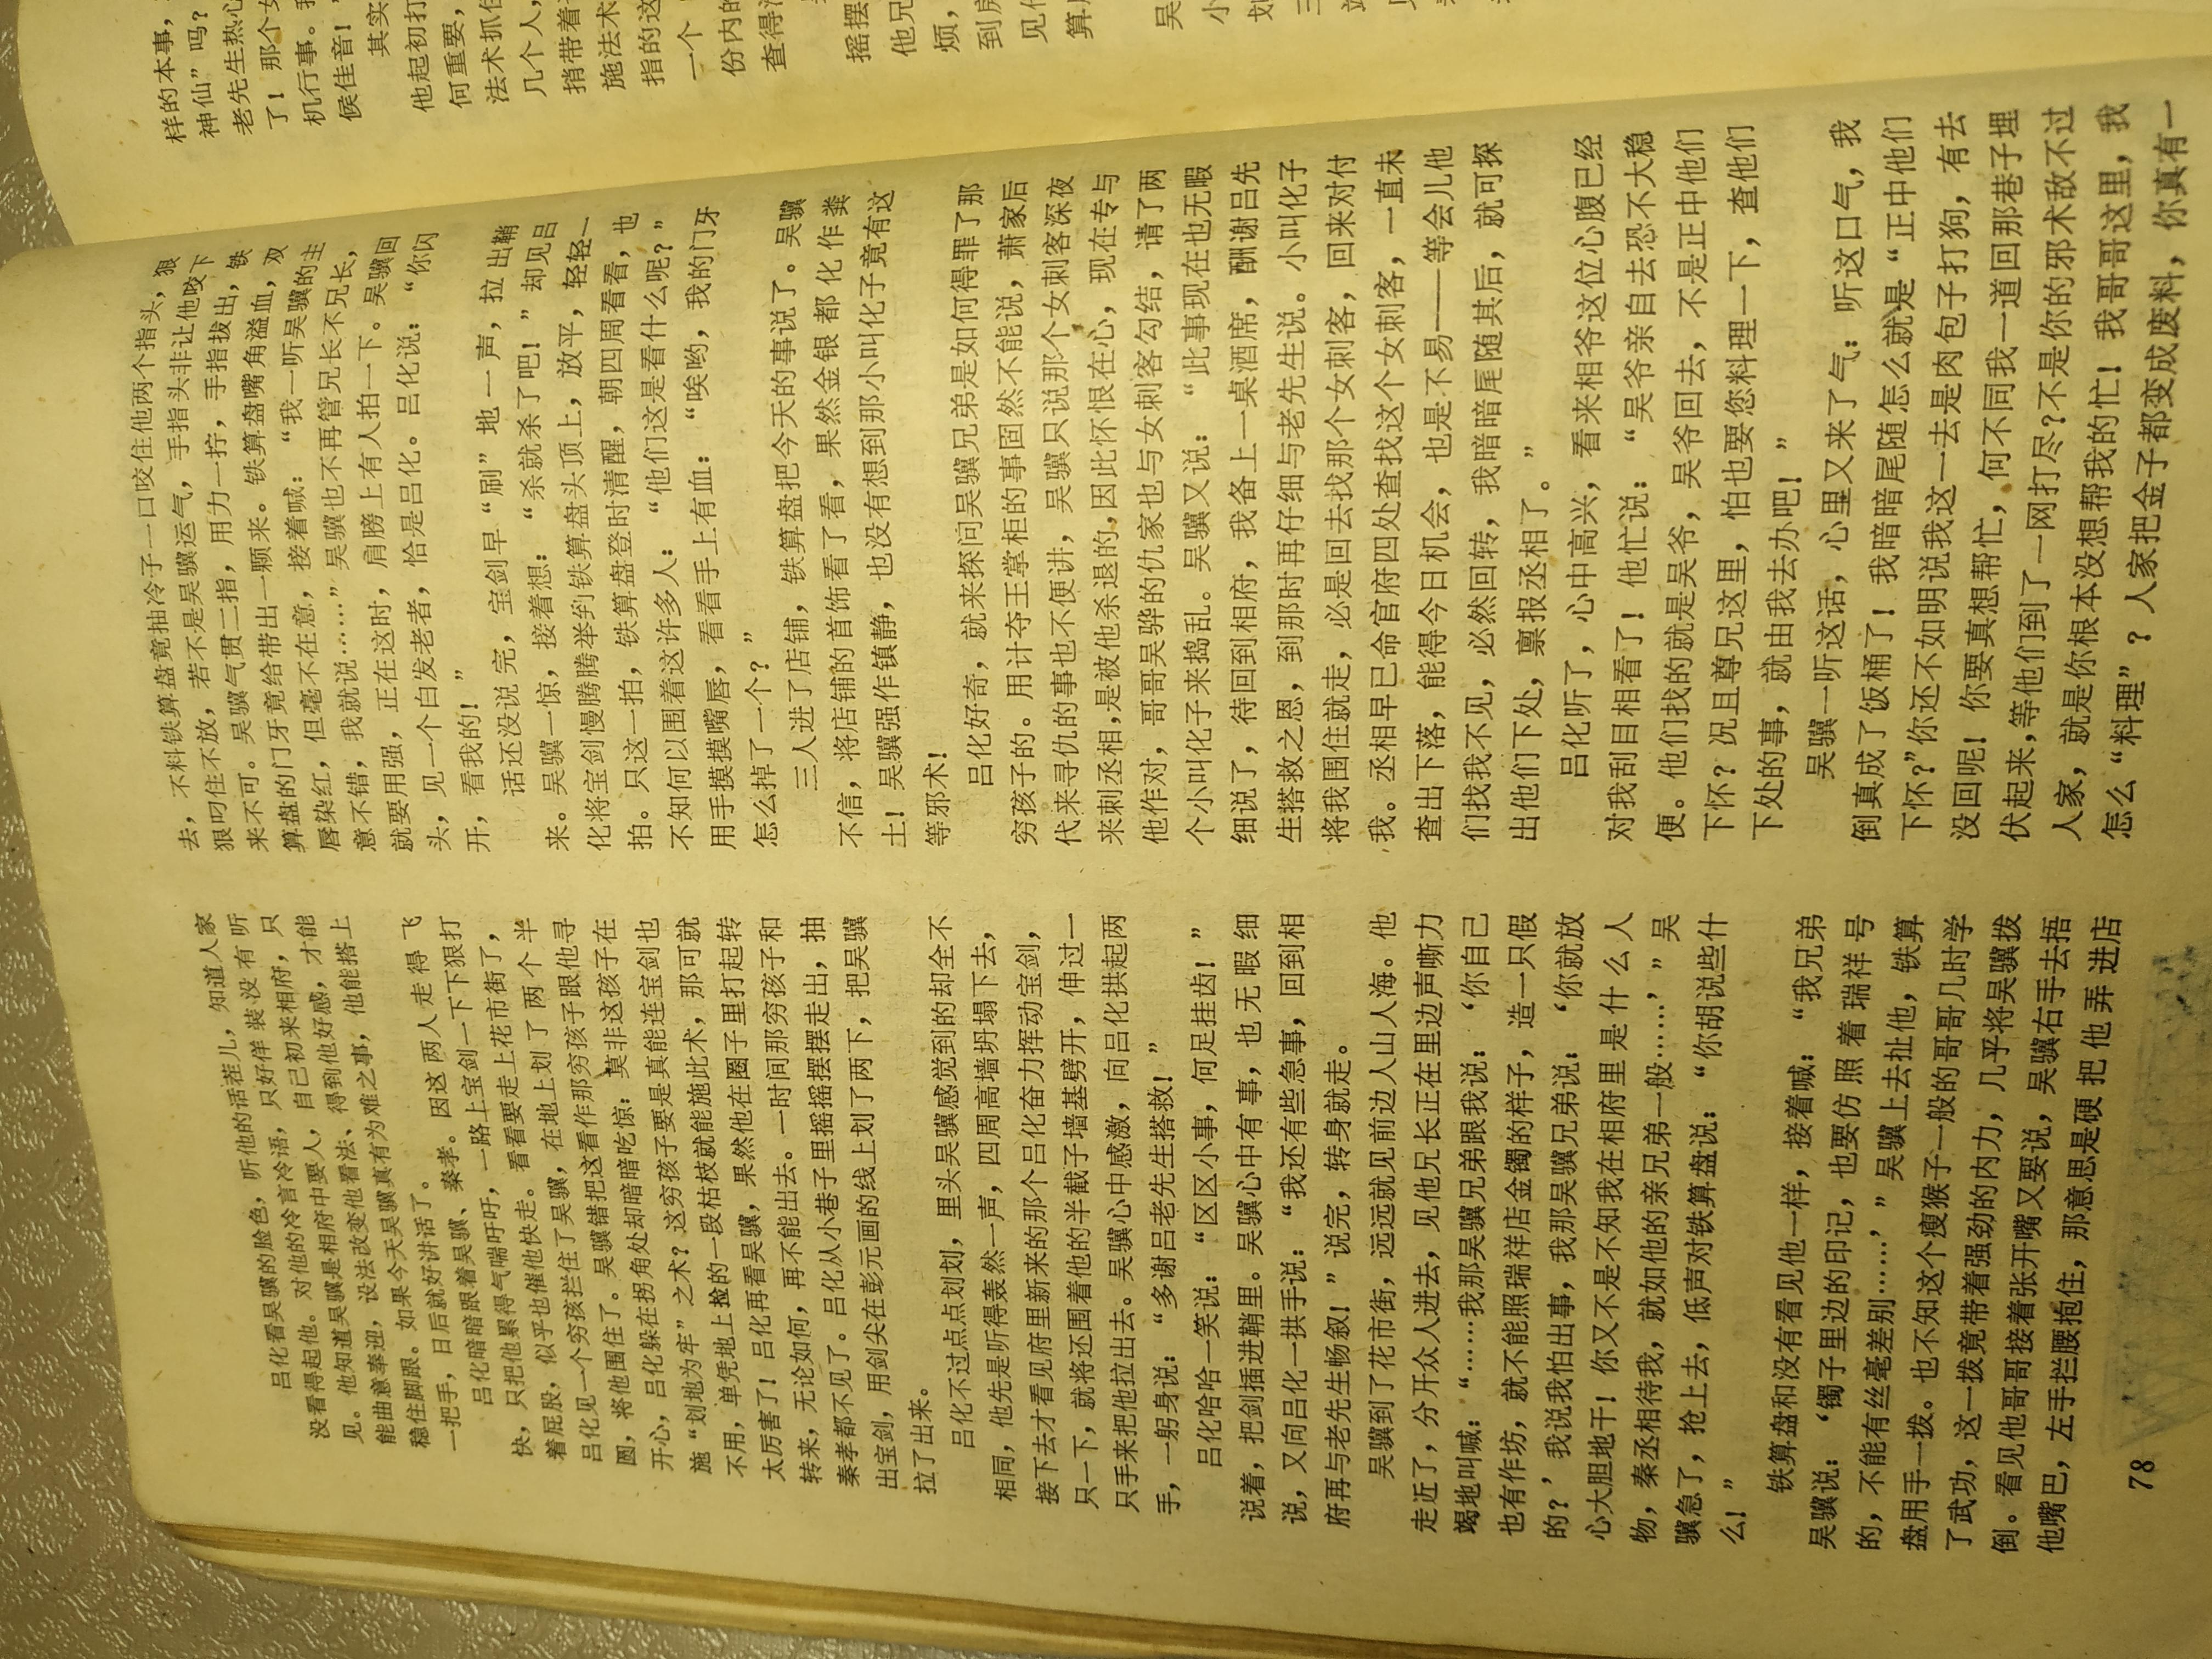 吕化看吴骥的脸色，听他的话茬儿，知道人家
没看得起他。对他的冷言冷语，只好佯装没有听
见。他知道吴骥是相府中要人，自己初来相府，只
能曲意奉迎，设法改变他看法、得到他好感，才能
稳住脚跟。如果今天吴骥真有为难之事，他能搭上
一把手，日后就好讲话了。
吕化暗暗跟着吴骥、秦孝。因这两人走得飞
快，只把他累得气喘吁吁，一路上宝剑一下下狠打
着屁股，似乎也催他快走。看看要走上花市街了，
吕化见一个穷孩拦住了吴骥，在地上划了两个半
圆，将他围住了。吴骥错把这看作那穷孩子跟他寻
开心，吕化躲在拐角处却暗暗吃惊：莫非这孩子在
施“划地为牢”之术？这穷孩子要是真能连宝剑也
不用，单凭地上捡的一段枯枝就能施此术，那可就
太厉害了！吕化再看吴骥，果然他在圈子里打起转
转来，无论如何，再不能出去。一时间那穷孩子和
秦孝都不见了。吕化从小巷子里摇摇摆摆走出，抽
出宝剑，用剑尖在彭元画的线上划了两下，把吴骥
拉了出来。
吕化不过点点划划，里头吴骥感觉到的却全不
相同，他先是听得轰然一声，四周高墙坍塌下去，
接下去才看见府里新来的那个吕化奋力挥动宝剑，
只一下，就将还围着他的半截子墙基劈开，伸过一
只手来把他拉出去。吴骥心中感激，向吕化拱起两
手，一躬身说：“多谢吕老先生搭救！”
吕化哈哈一笑说：“区区小事，何足挂齿！”
说着，把剑插进鞘里。吴骥心中有事，也无暇细
说，又向吕化一拱手说：“我还有些急事，回到相
府再与老先生畅叙！”说完，转身就走。
吴骥到了花市街，远远就见前边人山人海。他
走近了，分开众人进去，见他兄长正在里边声嘶力
竭地叫喊：“……我那吴骥兄弟跟我说：‘你自己
也有作坊，就不能照瑞祥店金镯的样子，造一只假
的？’我说我怕出事，我那吴骥兄弟说：‘你就放
心大胆地干！你又不是不知我在相府里是什么人
物，秦丞相待我，就如他的亲兄弟一般……’”吴
骥急了，抢上去，低声对铁算盘说：“你胡说些什
么！”
铁算盘和没有看见他一样，接着喊：“我兄弟
吴骥说：‘镯子里边的印记，也要仿照着瑞祥号
的，不能有丝毫差别……’”吴骥上去扯他，铁算
盘用手一拨。也不知这个瘦猴子一般的哥哥几时学
了武功，这一拨竟带着强劲的内力，几乎将吴骥拨
倒。看见他哥哥接着张开嘴又要说，吴骥右手去捂
他嘴巴，左手拦腰抱住，那意思是硬把他弄进店
78
去，不料铁算盘竟抽冷子一口咬住他两个指头，狠
狠叼住不放，若不是吴骥运气，手指头非让他咬下
来不可。吴骥气贯二指，用力一拧，手指拔出，铁
算盘的门牙竟给带出一颗来。铁算盘嘴角溢血，双
唇染红，但毫不在意，接着喊：“我一听吴骥的主
意不错，我就说……”吴骥也不再管兄长不兄长，
就要用强，正在这时，肩膀上有人拍一下。吴骥回
头，见一个白发老者，恰是吕化。吕化说：“你闪
开，看我的！”
话还没说完，宝剑早“刷”地一声，拉出鞘
来。吴骥一惊，接着想：“杀就杀了吧！”却见吕
化将宝剑慢腾腾举到铁算盘头顶上，放平，轻轻一
拍。只这一拍，铁算盘登时清醒，朝四周看看，也
不知何以围着这许多人：“他们这是看什么呢？”
用手摸摸嘴唇，看看手上有血：“唉哟，我的门牙
怎么掉了一个？”
三人进了店铺，铁算盘把今天的事说了。吴骥
不信，将店铺的首饰看了看，果然金银都化作粪
土！吴骥强作镇静，也没有想到那小叫化子竟有这
等邪术！
吕化好奇，就来探问吴骥兄弟是如何得罪了那
穷孩子的。用计夺王掌柜的事固然不能说，萧家后
代来寻仇的事也不便讲，吴骥只说那个女刺客深夜
来刺丞相，是被他杀退的，因此怀恨在心，现在专与
他作对，哥哥吴骅的仇家也与女刺客勾结，请了两
个小叫化子来捣乱。吴骥又说：“此事现在也无暇
细说了，待回到相府，我备上一桌酒席，酬谢吕先
生搭救之恩，到那时再仔细与老先生说。小叫化子
将我围住就走，必是回去找那个女刺客，回来对付
我。丞相早已命官府四处查找这个女刺客，一直未
查出下落，能得今日机会，也是不易——等会儿他
们找我不见，必然回转，我暗暗尾随其后，就可探
出他们下处，禀报丞相了。”
吕化听了，心中高兴，看来相爷这位心腹已经
对我刮目相看了！他忙说：“吴爷亲自去恐不大稳
便。他们找的就是吴爷，吴爷回去，不是正中他们
下怀？况且尊兄这里，怕也要您料理一下，查他们
下处的事，就由我去办吧！”
吴骥一听这话，心里又来了气：听这口气，我
倒真成了饭桶了！我暗暗尾随怎么就是“正中他们
下怀？”你还不如明说我这一去是肉包子打狗，有去
没回呢！你要真想帮忙，何不同我一道回那巷子埋
伏起来，等他们到了一网打尽？不是你的邪术敌不过
人家，就是你根本没想帮我的忙！我哥哥这里，我
怎么“料理”？人家把金子都变成废料，你真有一
样的本事，
神仙”吗？
老先生热心
了！那个女
机行事。我
候佳音！
其实
他起初打
何重要，
法术抓住
几个人，
捎带着
施法术
指的这
一个
份内的
查得
摇摆
他兄
烦，
到房
见他
算
吴
小
划
三